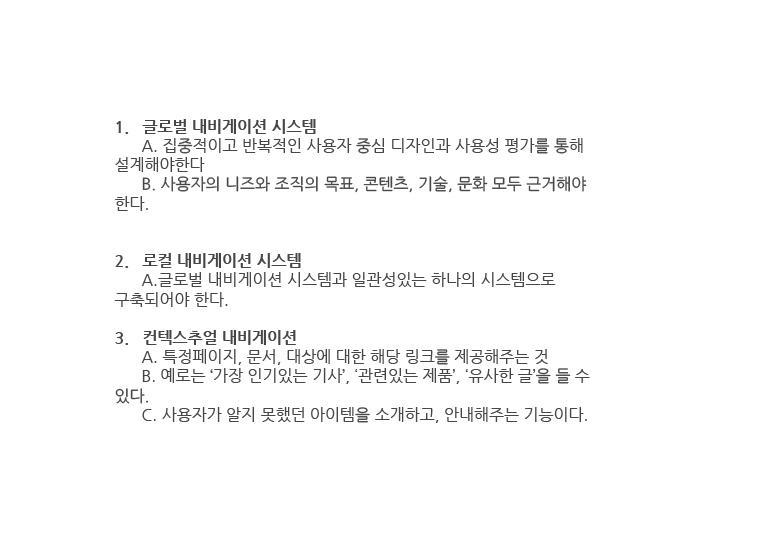 1. 글로벌 내비게이션 시스템
A. 집중적이고 반복적인 사용자 중심 디자인과 사용성 평가를 통해
설계해야한다
B. 사용자의 니즈와 조직의 목표, 콘텐츠, 기술, 문화 모두 근거해야
한다.
2. 로컬 내비게이션 시스템
A.글로벌 내비게이션 시스템과 일관성있는 하나의 시스템으로
구축되어야 한다.
3. 컨텍스추얼 내비게이션
A. 특정페이지, 문서, 대상에 대한 해당 링크를 제공해주는 것
B. 예로는 ‘가장 인기있는 기사’, ‘관련있는 제품’, ‘유사한 글’을 들 수
있다.
C. 사용자가 알지 못했던 아이템을 소개하고, 안내해주는 기능이다.